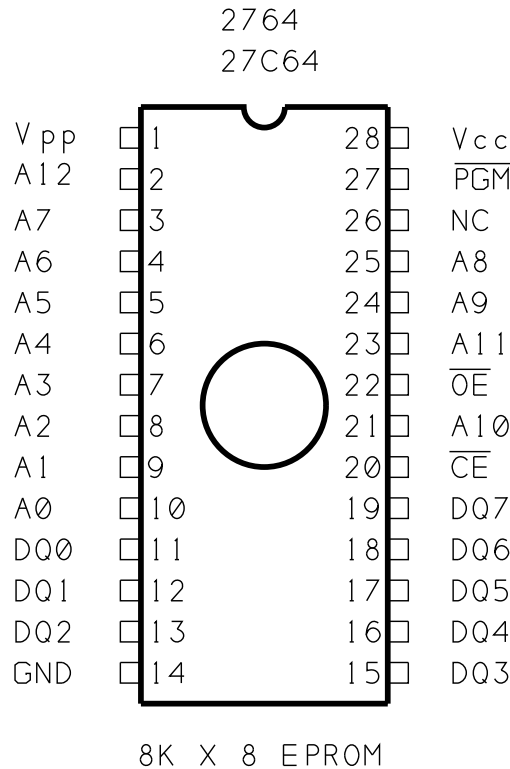 2764
27C64
Vpp 1 28 Vcc
A12 2 27 PGM
A7 3 26 NC
A6 4 25 A8
A5 5 24 A9
A4 6 23 A11
A3 7 22 OE
A2 8 21 A10
A1 9 20 CE
A0 10 19 DQ7
DQ0 11 18 DQ6
DQ1 12 17 DQ5
DQ2 13 16 DQ4
GND 14 15 DQ3
8K X 8 EPROM